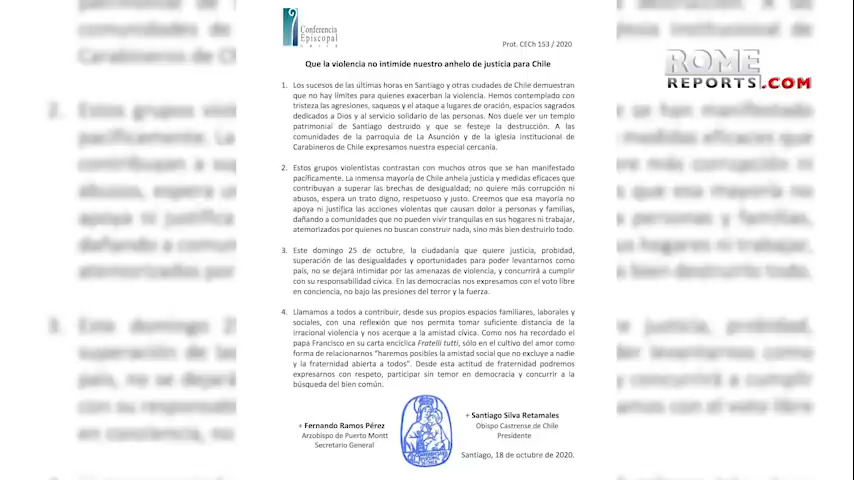 Conferencia
Episcopal
CHILE
Prot. CECh 153 / 2020
ROME
REPORTS.COM
Que la violencia no intimide nuestro anhelo de justicia para Chile
1. Los sucesos de las últimas horas en Santiago y otras ciudades de Chile demuestran
que no hay límites para quienes exacerban la violencia. Hemos contemplado con
tristeza las agresiones, saqueos y el ataque a lugares de oración, espacios sagrados
dedicados a Dios y al servicio solidario de las personas. Nos duele ver un templo
patrimonial de Santiago destruido y que se festeje la destrucción. A las
comunidades de la parroquia de La Asunción y de la iglesia institucional de
Carabineros de Chile expresamos nuestra especial cercanía.
2. Estos grupos violentistas contrastan con muchos otros que se han manifestado
pacíficamente. La inmensa mayoría de Chile anhela justicia y medidas eficaces que
contribuyan a superar las brechas de desigualdad; no quiere más corrupción ni
abusos, espera un trato digno, respetuoso y justo. Creemos que esa mayoría no
apoya ni justifica las acciones violentas que causan dolor a personas y familias,
dañando a comunidades que no pueden vivir tranquilas en sus hogares ni trabajar,
atemorizados por quienes no buscan construir nada, sino más bien destruirlo todo.
3. Este domingo 25 de octubre, la ciudadanía que quiere justicia, probidad,
superación de las desigualdades y oportunidades para poder levantarnos como
país, no se dejará intimidar por las amenazas de violencia, y concurrirá a cumplir
con su responsabilidad cívica. En las democracias nos expresamos con el voto libre
en conciencia, no bajo las presiones del terror y la fuerza.
4. Llamamos a todos a contribuir, desde sus propios espacios familiares, laborales y
sociales, con una reflexión que nos permita tomar suficiente distancia de la
irracional violencia y nos acerque a la amistad cívica. Como nos ha recordado el
papa Francisco en su carta encíclica Fratelli tutti, sólo en el cultivo del amor como
forma de relacionarnos "haremos posibles la amistad social que no excluye a nadie
y la fraternidad abierta a todos". Desde esta actitud de fraternidad podremos
expresarnos con respeto, participar sin temor en democracia y concurrir a la
búsqueda del bien común.
+ Fernando Ramos Pérez
Arzobispo de Puerto Montt
Secretario General
+ Santiago Silva Retamales
Obispo Castrense de Chile
Presidente
Santiago, 18 de octubre de 2020.